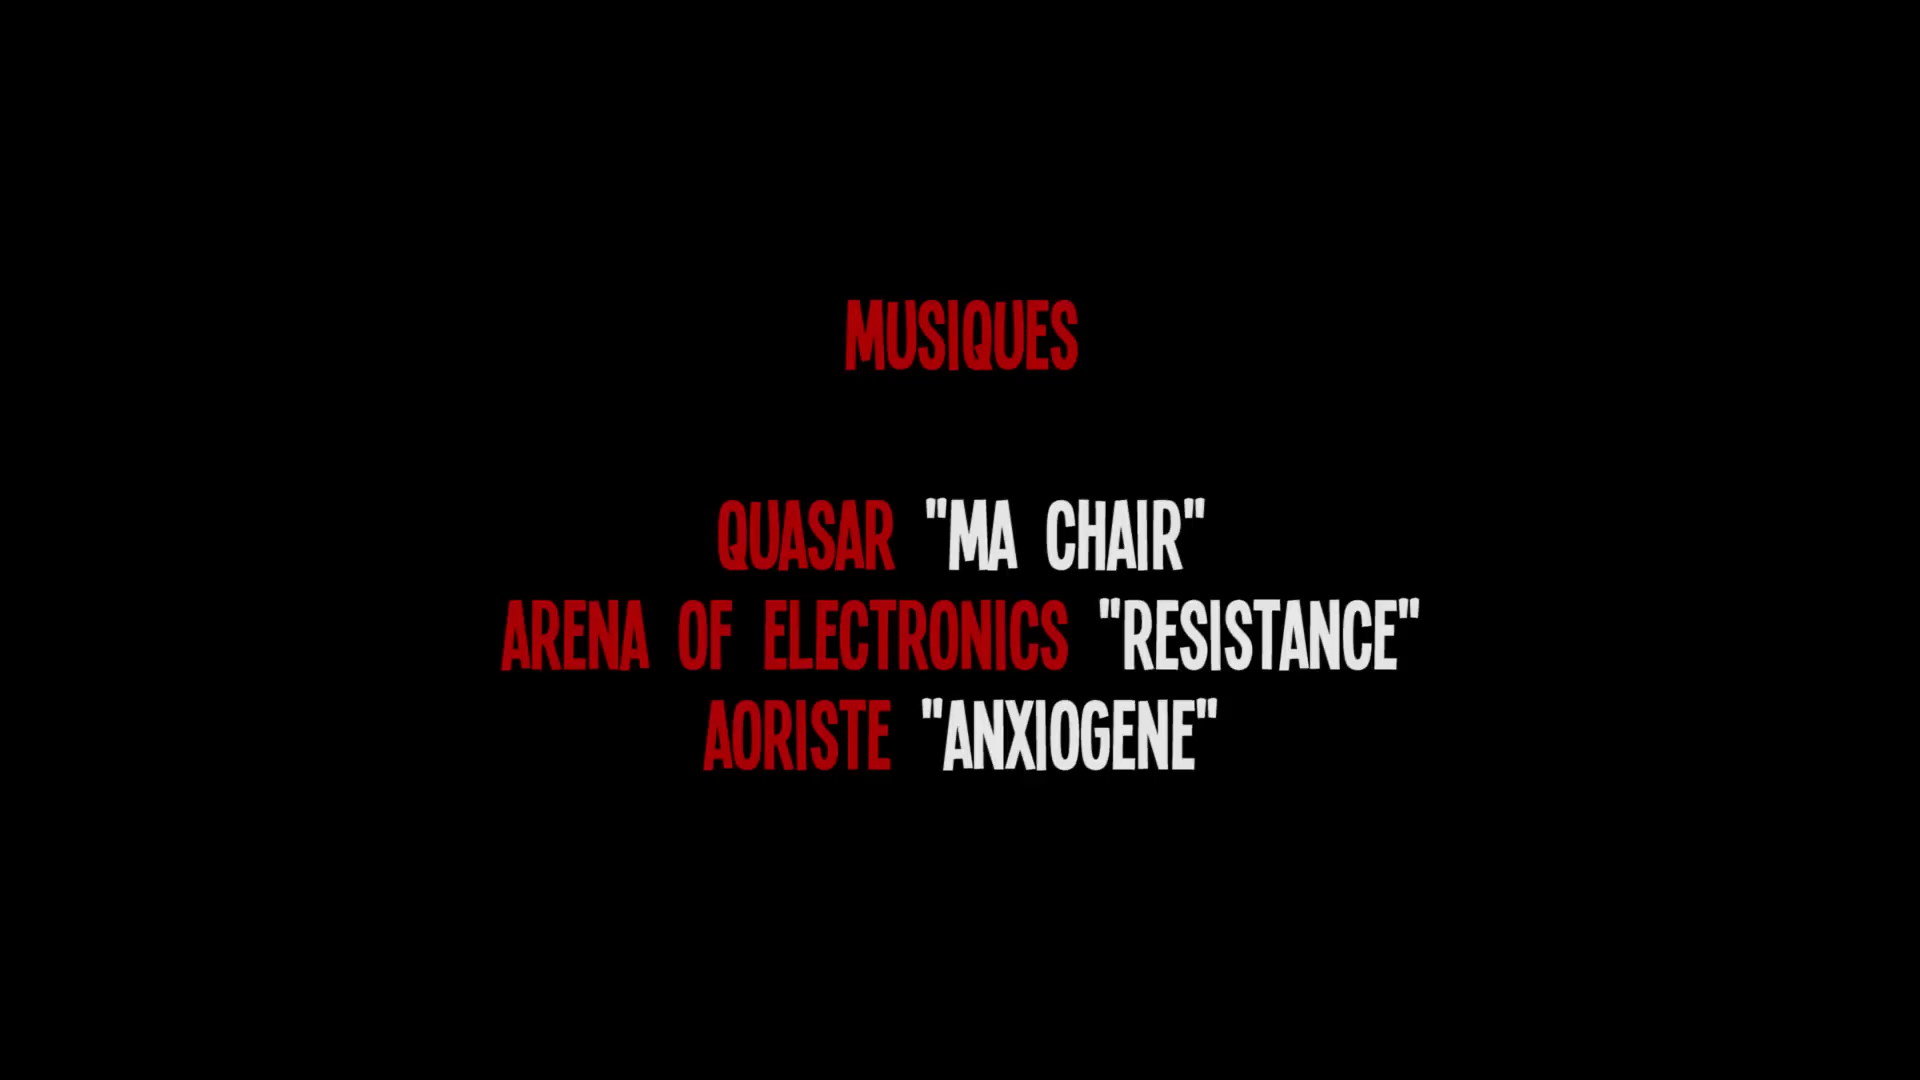 MUSIQUES
QUASAR "MA CHAIR"
ARENA OF ELECTRONICS "RESISTANCE"
AORISTE "ANXIOGENE"